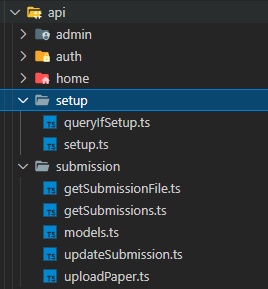 api
admin
auth
home
setup
queryIfSetup.ts
setup.ts
submission
getSubmissionFile.ts
getSubmissions.ts
models.ts
updateSubmission.ts
uploadPaper.ts